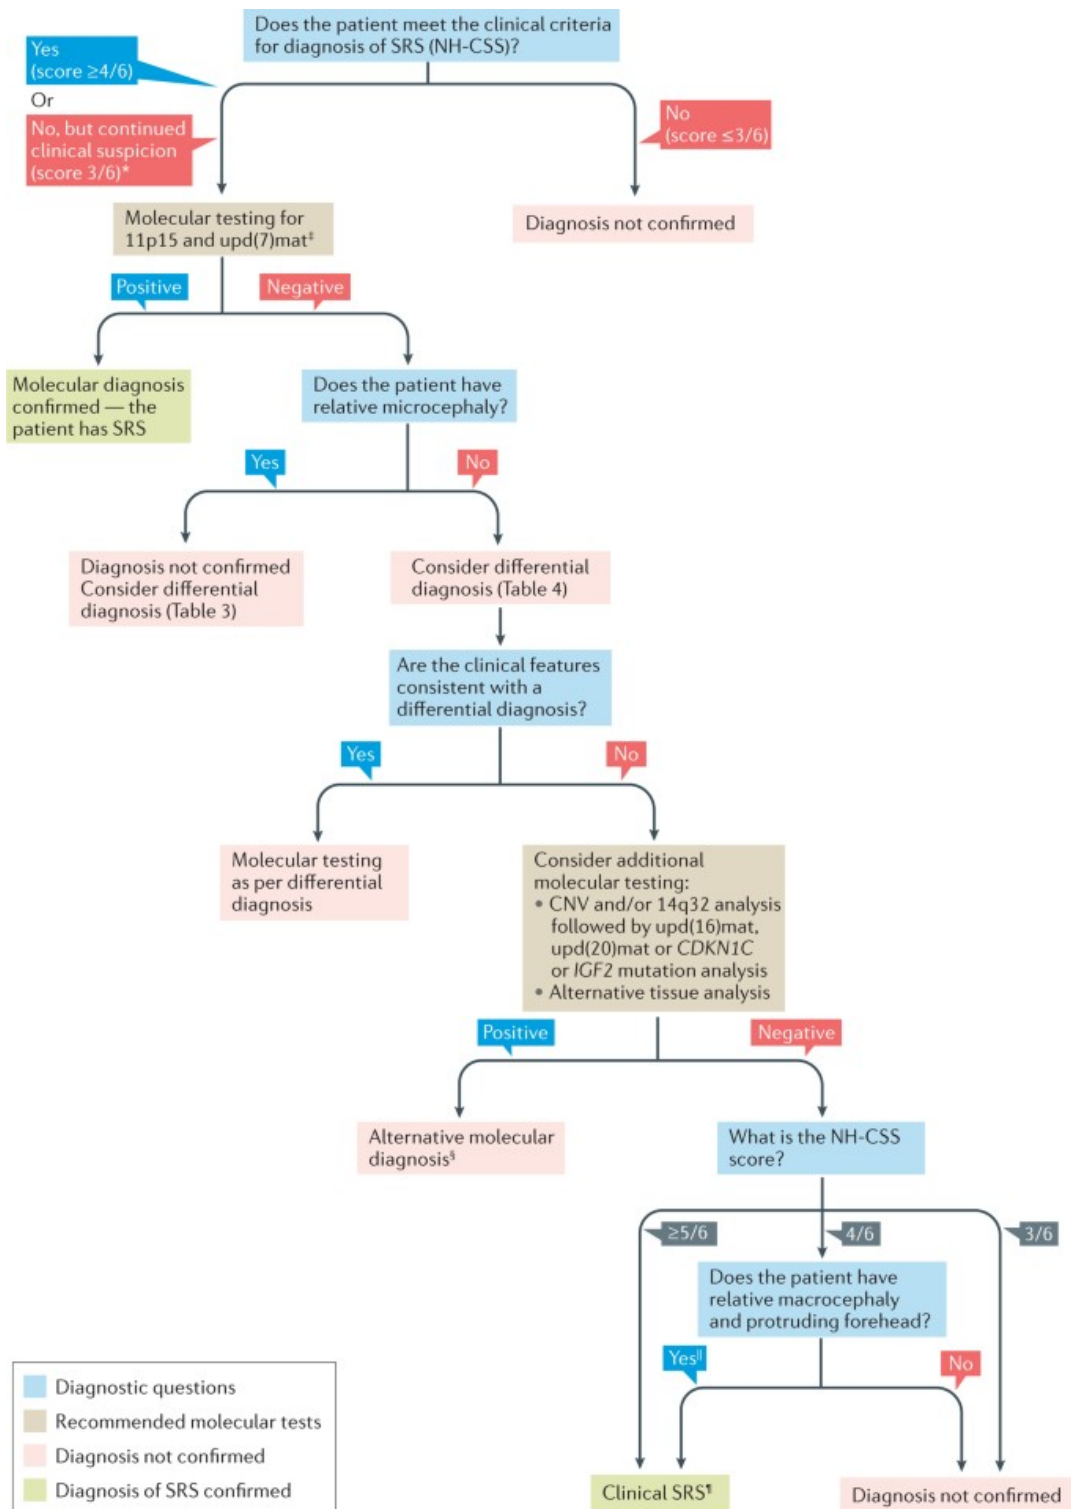 Does the patient meet the clinical criteria
for diagnosis of SRS (NH-CSS)?
Yes
(score ≥4/6)
Or
No, but continued
clinical suspicion
(score 3/6)*
No
(score ≤3/6)
Molecular testing for
11p15 and upd(7)mat‡
Diagnosis not confirmed
Positive
Negative
Molecular diagnosis
confirmed — the
patient has SRS
Does the patient have
relative microcephaly?
Yes
No
Diagnosis not confirmed
Consider differential
diagnosis (Table 3)
Consider differential
diagnosis (Table 4)
Are the clinical features
consistent with a
differential diagnosis?
Yes
No
Molecular testing
as per differential
diagnosis
Consider additional
molecular testing:
• CNV and/or 14q32 analysis
followed by upd(16)mat,
upd(20)mat or CDKN1C
or IGF2 mutation analysis
• Alternative tissue analysis
Positive
Negative
Alternative molecular
diagnosis§
What is the NH-CSS
score?
≥5/6
4/6
3/6
Does the patient have
relative macrocephaly
and protruding forehead?
Yes||
No
Clinical SRS¶
Diagnosis not confirmed
Diagnostic questions
Recommended molecular tests
Diagnosis not confirmed
Diagnosis of SRS confirmed